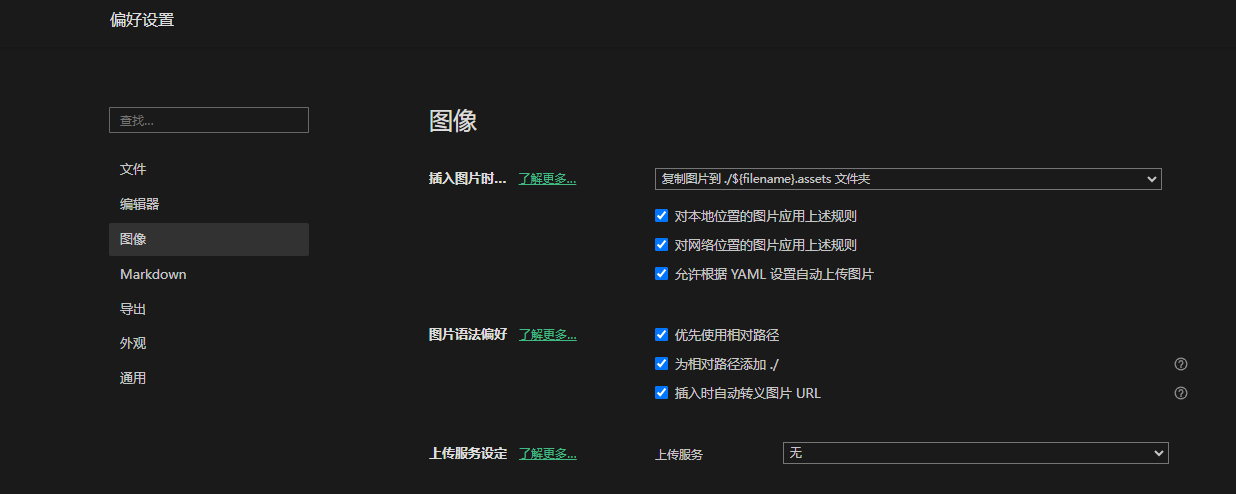 偏好设置
查找...
文件
编辑器
图像
Markdown
导出
外观
通用
图像
插入图片时... 了解更多... 复制图片到 ./${filename}.assets 文件夹
对本地位置的图片应用上述规则
对网络位置的图片应用上述规则
允许根据 YAML 设置自动上传图片
图片语法偏好 了解更多... 优先使用相对路径
为相对路径添加 ./
插入时自动转义图片 URL
上传服务设定 了解更多... 上传服务 无